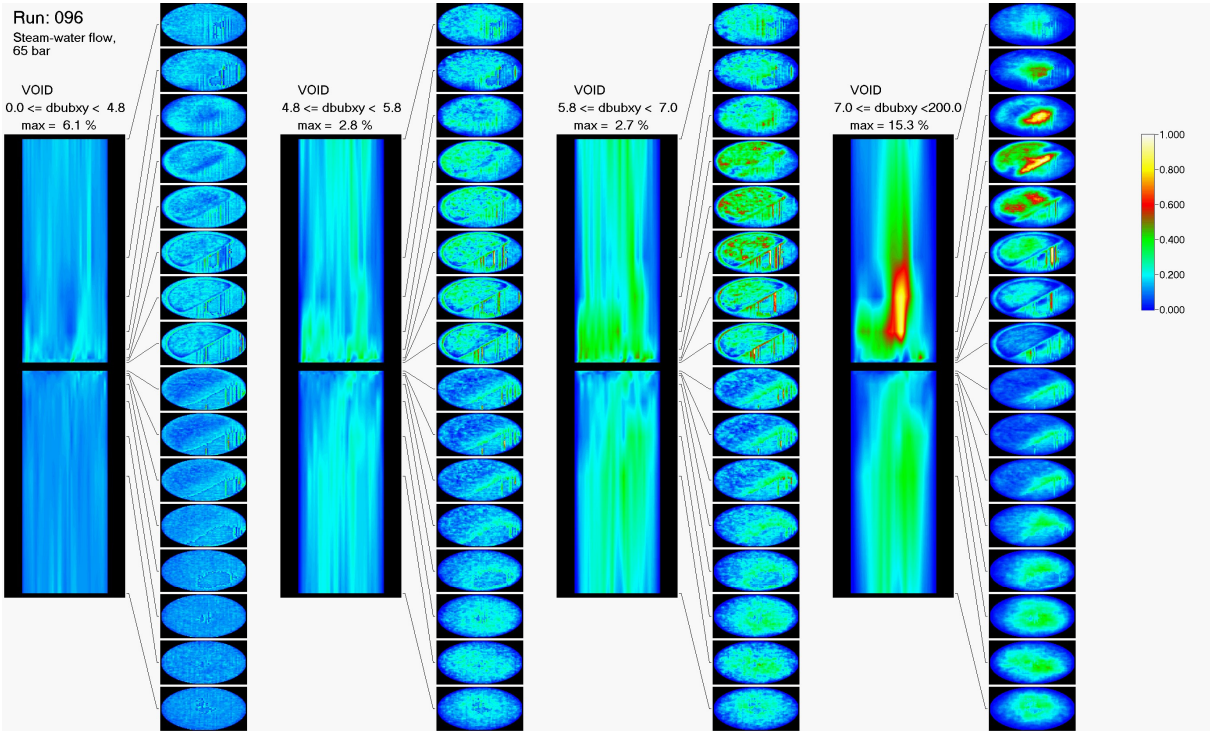 Run: 096
Steam-water flow,
65 bar
VOID
0.0 <= dbubxy < 4.8
max = 6.1 %
VOID
4.8 <= dbubxy < 5.8
max = 2.8 %
VOID
5.8 <= dbubxy < 7.0
max = 2.7 %
VOID
7.0 <= dbubxy <200.0
max = 15.3 %
1.000
0.800
0.600
0.400
0.200
0.000